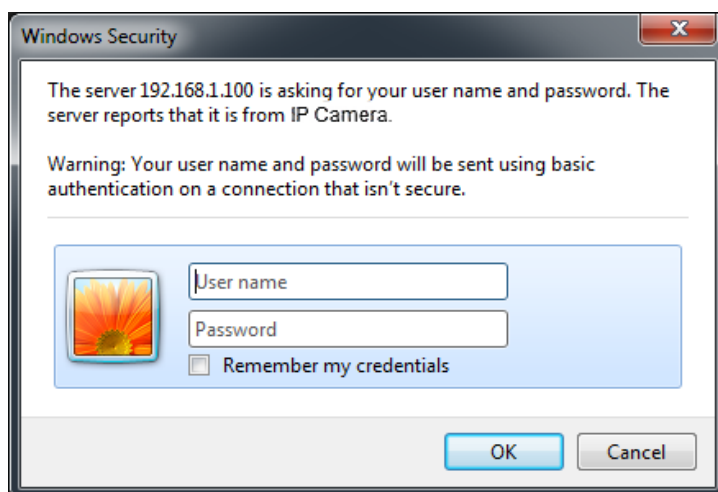 Windows Security
The server 192.168.1.100 is asking for your user name and password. The
server reports that it is from IP Camera.
Warning: Your user name and password will be sent using basic
authentication on a connection that isn't secure.
User name
Password
Remember my credentials
OK Cancel